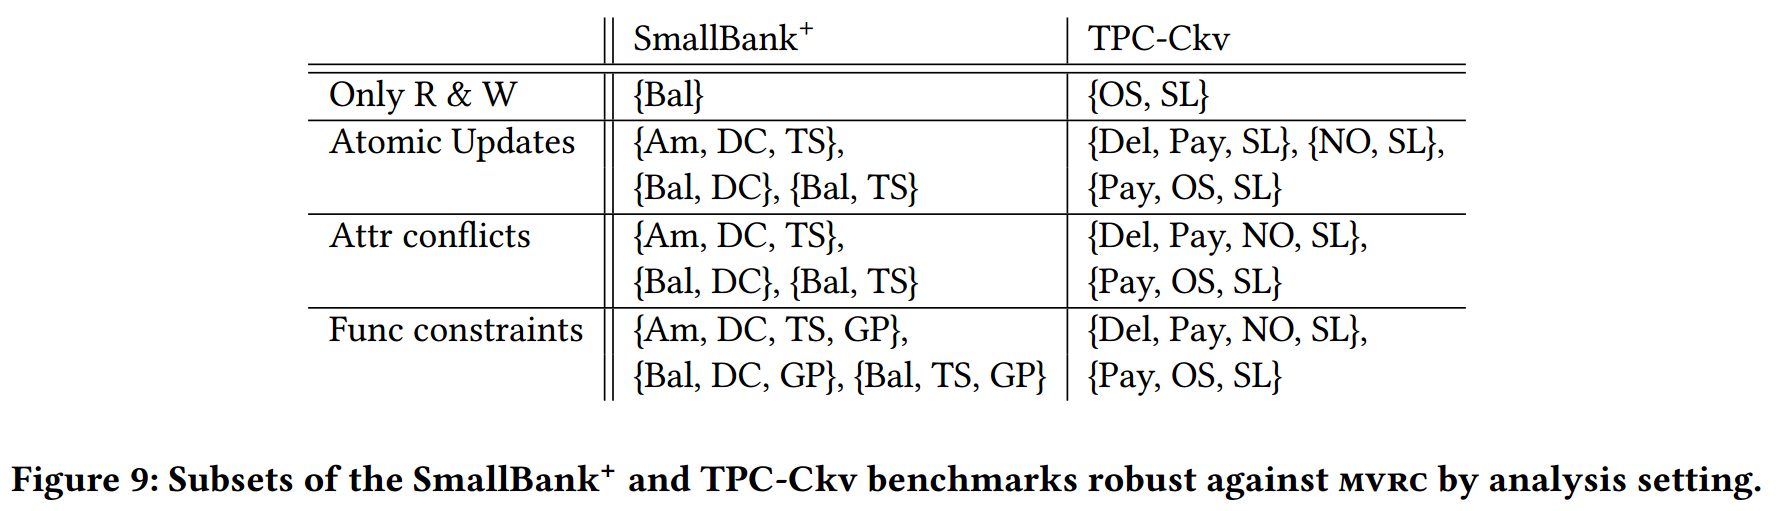 SmallBank⁺ TPC-Ckv
Only R & W {Bal} {OS, SL}
Atomic Updates {Am, DC, TS}, {Del, Pay, SL}, {NO, SL},
{Bal, DC}, {Bal, TS} {Pay, OS, SL}
Attr conflicts {Am, DC, TS}, {Del, Pay, NO, SL},
{Bal, DC}, {Bal, TS} {Pay, OS, SL}
Func constraints {Am, DC, TS, GP}, {Del, Pay, NO, SL},
{Bal, DC, GP}, {Bal, TS, GP} {Pay, OS, SL}
Figure 9: Subsets of the SmallBank⁺ and TPC-Ckv benchmarks robust against MVRC by analysis setting.